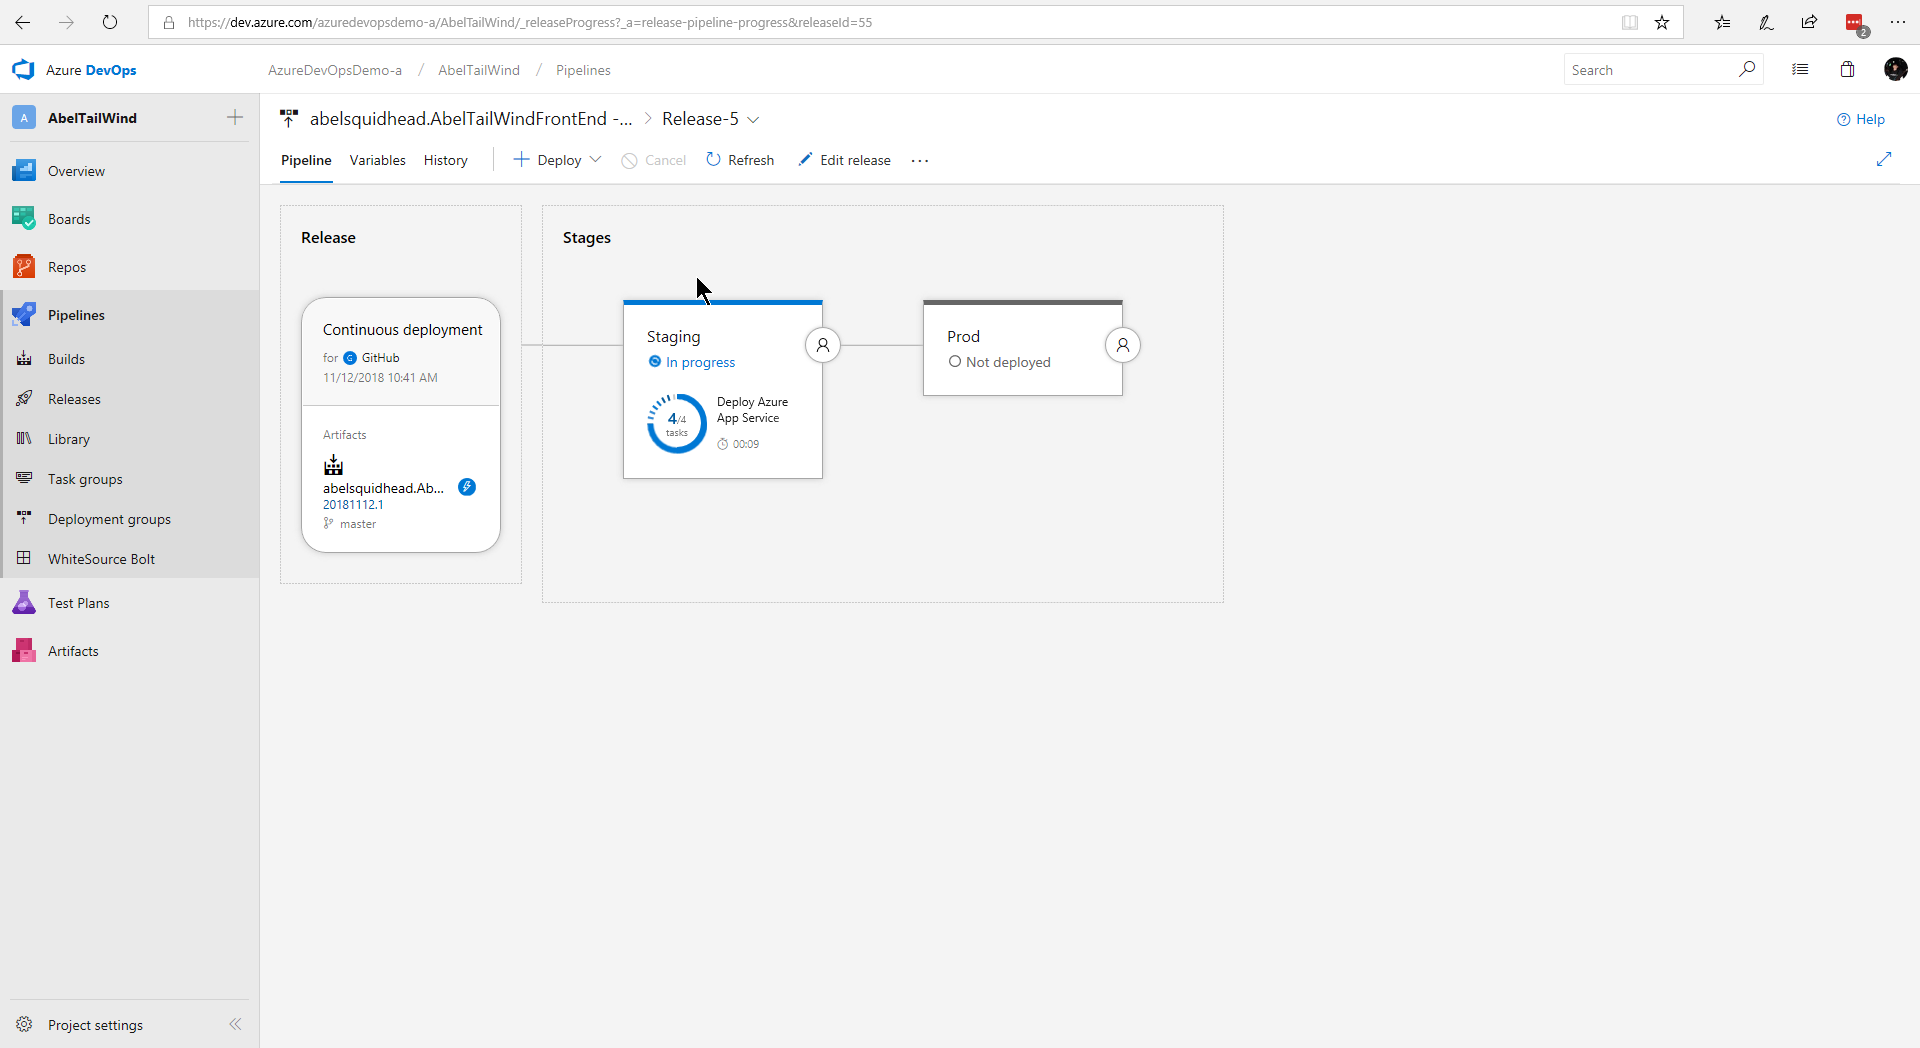 https://dev.azure.com/azuredevopsdemo-a/AbelTailWind/_releaseProgress?_a=release-pipeline-progress&releaseId=55
2
Azure DevOps
AzureDevOpsDemo-a / AbelTailWind / Pipelines
Search
A AbelTailWind
abelsquidhead.AbelTailWindFrontEnd -... > Release-5
Help
Pipeline Variables History Deploy Cancel Refresh Edit release ...
Overview
Boards
Repos
Pipelines
Builds
Releases
Library
Task groups
Deployment groups
WhiteSource Bolt
Test Plans
Artifacts
Project settings
Release
Continuous deployment
for G GitHub
11/12/2018 10:41 AM
Artifacts
abelsquidhead.Ab...
20181112.1
master
Stages
Staging
In progress
4/4
tasks
Deploy Azure
App Service
00:09
Prod
Not deployed